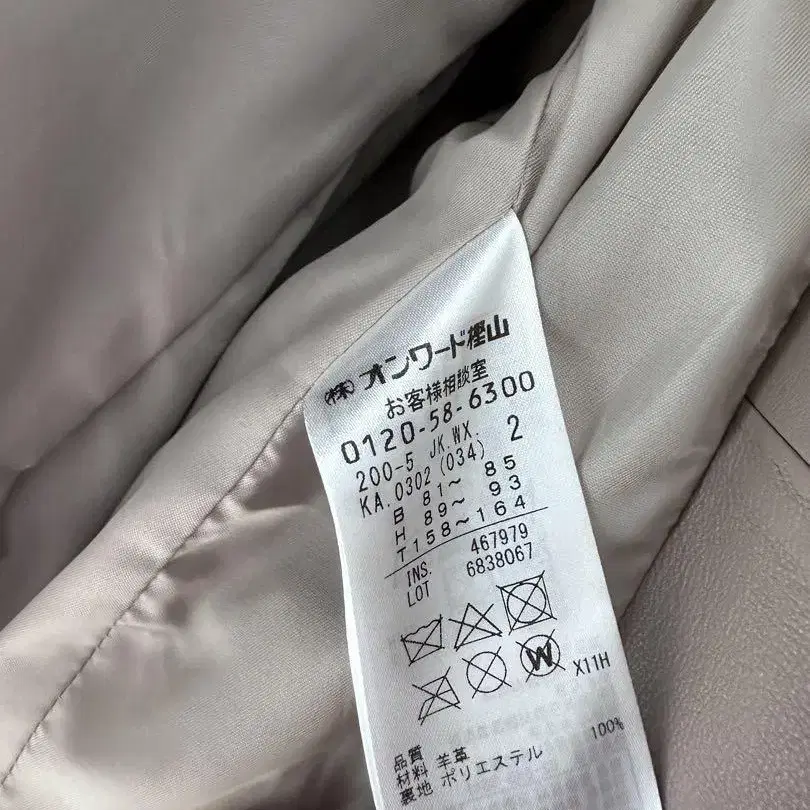 (株)オンワード樫山
お客様相談室
0120-58-6300
200-5 JK.WX. 2
KA.0302(034)
B 81~ 85
H 89~ 93
T158~164
INS. 467979
LOT 6838067
W
X11H
品質
材料 羊革
裏地 ポリエステル 100%